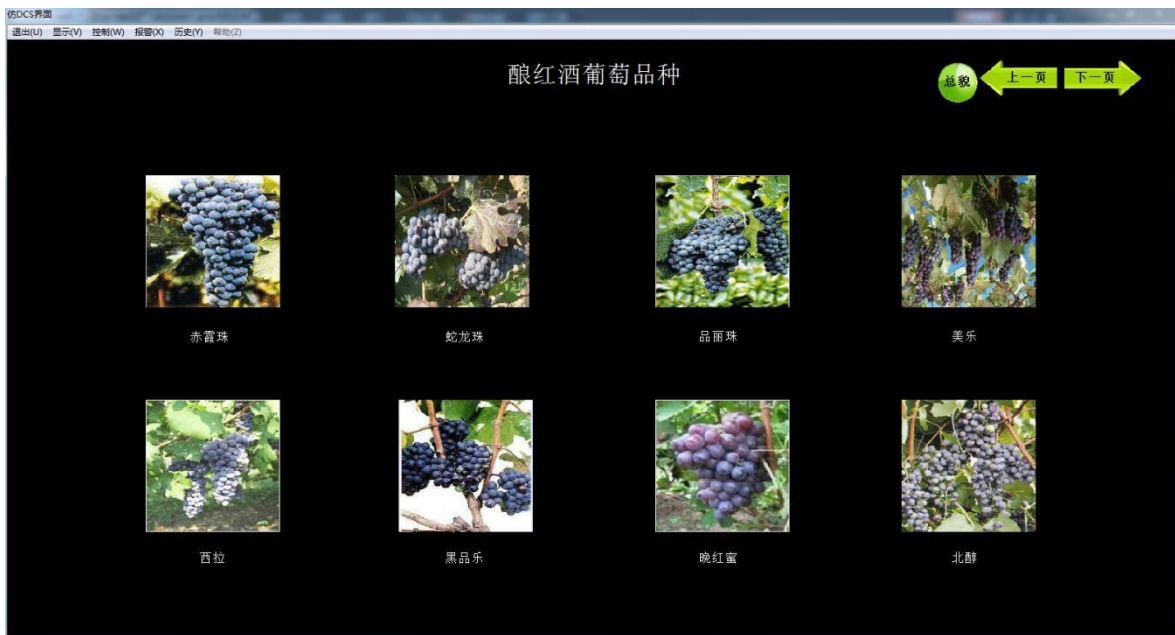 仿DCS界面
退出(U) 显示(V) 控制(W) 报警(X) 历史(Y) 帮助(Z)
酿红酒葡萄品种
总貌 上一页 下一页
赤霞珠 蛇龙珠 品丽珠 美乐
西拉 黑品乐 晚红蜜 北醇